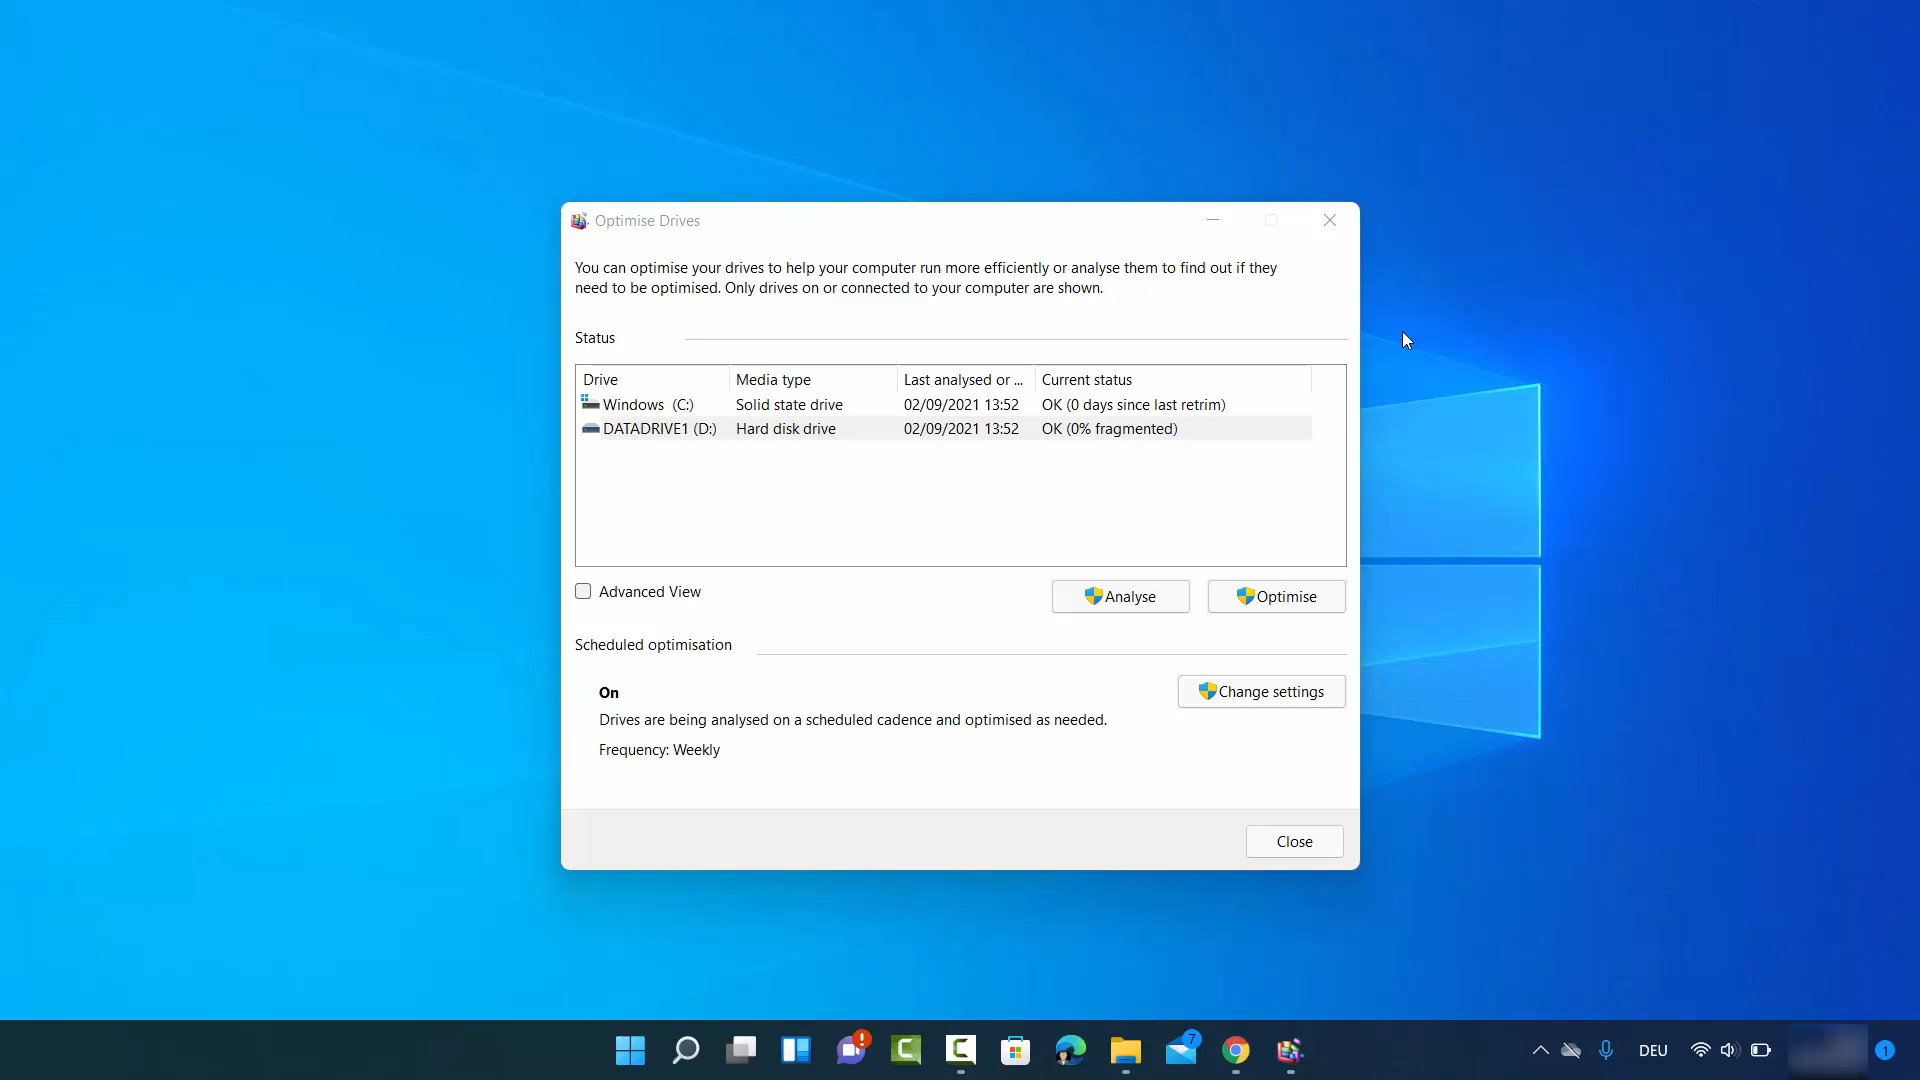 Optimise Drives
You can optimise your drives to help your computer run more efficiently or analyse them to find out if they
need to be optimised. Only drives on or connected to your computer are shown.
Status
Drive Media type Last analysed or ... Current status
Windows (C:) Solid state drive 02/09/2021 13:52 OK (0 days since last retrim)
DATADRIVE1 (D:) Hard disk drive 02/09/2021 13:52 OK (0% fragmented)
Advanced View
Analyse
Optimise
Scheduled optimisation
On
Change settings
Drives are being analysed on a scheduled cadence and optimised as needed.
Frequency: Weekly
Close
! 7
DEU
1